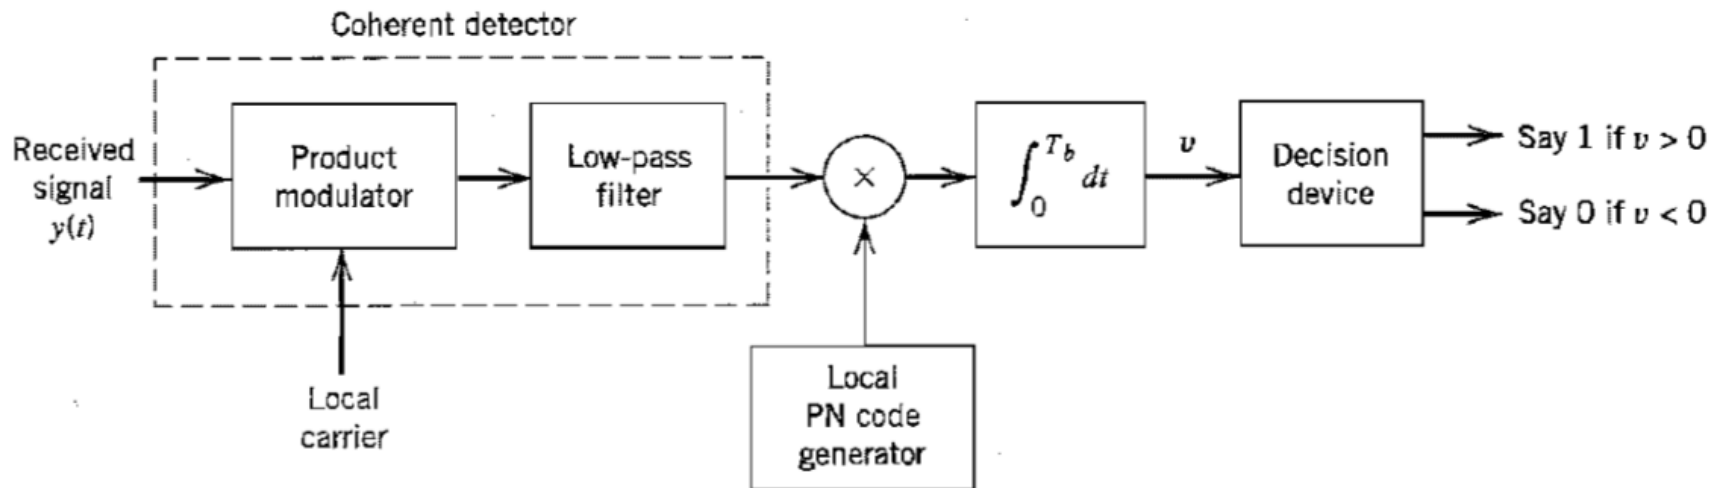 Coherent detector
Received
signal
y(t)
Product
modulator
Low-pass
filter
×
∫₀^{T_b} dt
v
Decision
device
Say 1 if v > 0
Say 0 if v < 0
Local
carrier
Local
PN code
generator